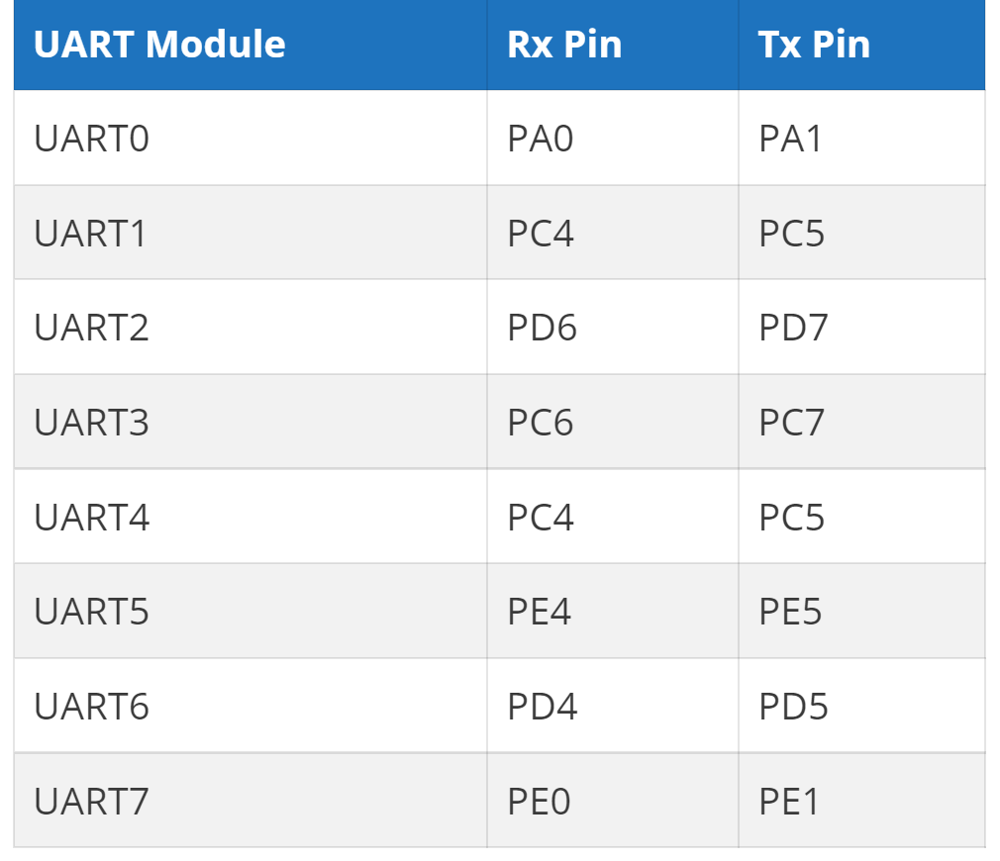 UART Module Rx Pin Tx Pin
UART0 PA0 PA1
UART1 PC4 PC5
UART2 PD6 PD7
UART3 PC6 PC7
UART4 PC4 PC5
UART5 PE4 PE5
UART6 PD4 PD5
UART7 PE0 PE1